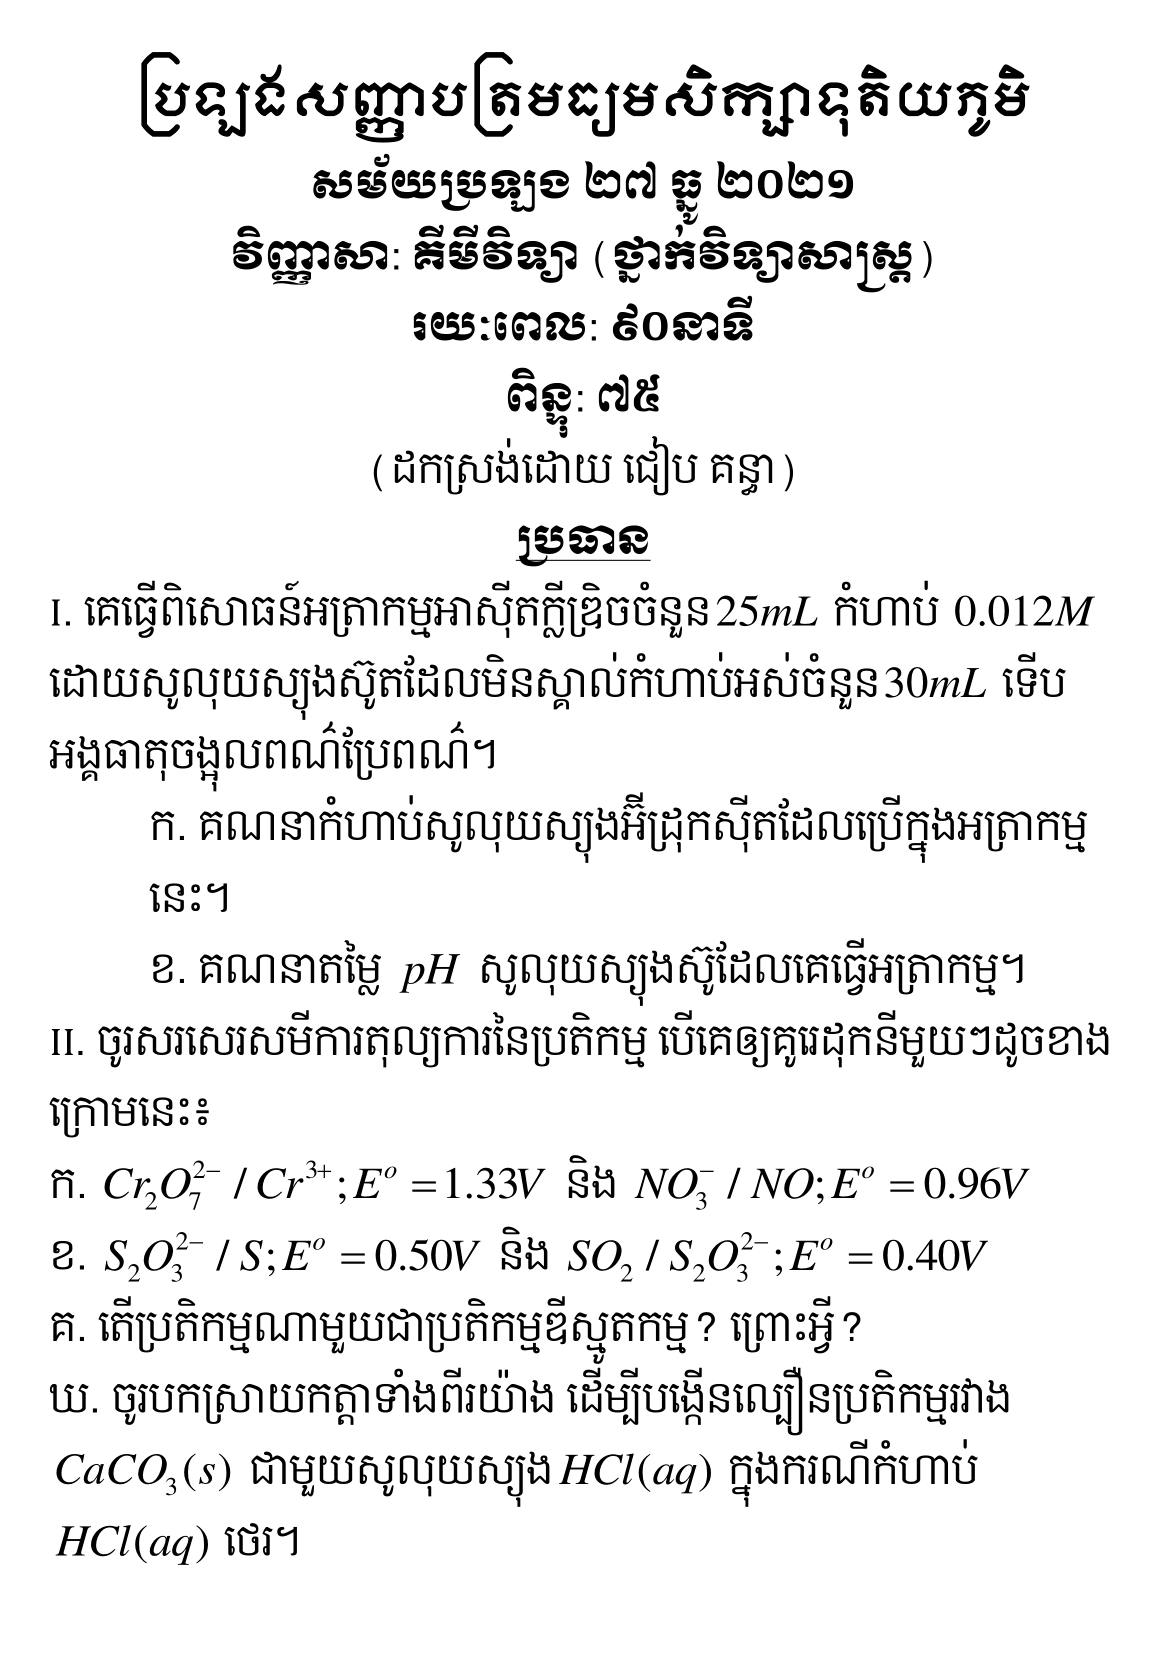 ប្រឡងសញ្ញាបត្រមធ្យមសិក្សាទុតិយភូមិ
សម័យប្រឡង ២៧ ធ្នូ ២០២១
វិញ្ញាសា: គីមីវិទ្យា (ថ្នាក់វិទ្យាសាស្ត្រ)
រយៈពេល: ៩០នាទី
ពិន្ទុ: ៧៥
(ដកស្រង់ដោយ ជៀប គន្ធា)
ប្រធាន
I. គេធ្វើពិសោធន៍អត្រាកម្មអាស៊ីតក្លីឌ្រិចចំនួន 25mL កំហាប់ 0.012M
ដោយសូលុយស្យុងស៊ូតដែលមិនស្គាល់កំហាប់អស់ចំនួន 30mL ទើប
អង្គធាតុចង្អុលពណ៌ប្រែពណ៌។
ក. គណនាកំហាប់សូលុយស្យុងអ៊ីដ្រុកស៊ីតដែលប្រើក្នុងអត្រាកម្ម
នេះ។
ខ. គណនាតម្លៃ pH សូលុយស្យុងស៊ូដែលគេធ្វើអត្រាកម្ម។
II. ចូរសរសេរសមីការតុល្យការនៃប្រតិកម្ម បើគេឲ្យគូរេដុកនីមួយៗដូចខាង
ក្រោមនេះ៖
ក. Cr₂O₇²⁻ / Cr³⁺; Eᵒ = 1.33V និង NO₃⁻ / NO; Eᵒ = 0.96V
ខ. S₂O₃²⁻ / S; Eᵒ = 0.50V និង SO₂ / S₂O₃²⁻; Eᵒ = 0.40V
គ. តើប្រតិកម្មណាមួយជាប្រតិកម្មឌីស្មូតកម្ម? ព្រោះអ្វី?
ឃ. ចូរបកស្រាយកត្តាទាំងពីរយ៉ាង ដើម្បីបង្កើនល្បឿនប្រតិកម្មរវាង
CaCO₃(s) ជាមួយសូលុយស្យុង HCl(aq) ក្នុងករណីកំហាប់
HCl(aq) ថេរ។